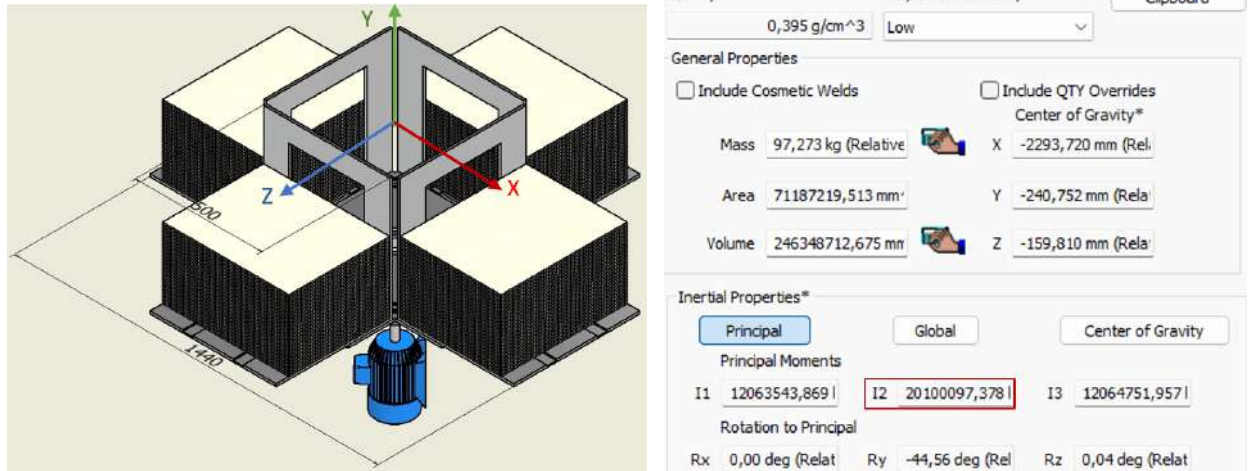 Y
Z
X
500
1440
Clipboard
0,395 g/cm^3 Low
General Properties
Include Cosmetic Welds Include QTY Overrides
Center of Gravity*
Mass 97,273 kg (Relative X -2293,720 mm (Rel
Area 71187219,513 mm Y -240,752 mm (Rela
Volume 246348712,675 mm Z -159,810 mm (Rela
Inertial Properties*
Principal Global Center of Gravity
Principal Moments
I1 12063543,869 I2 20100097,378 I3 12064751,957
Rotation to Principal
Rx 0,00 deg (Relat Ry -44,56 deg (Rel Rz 0,04 deg (Relat